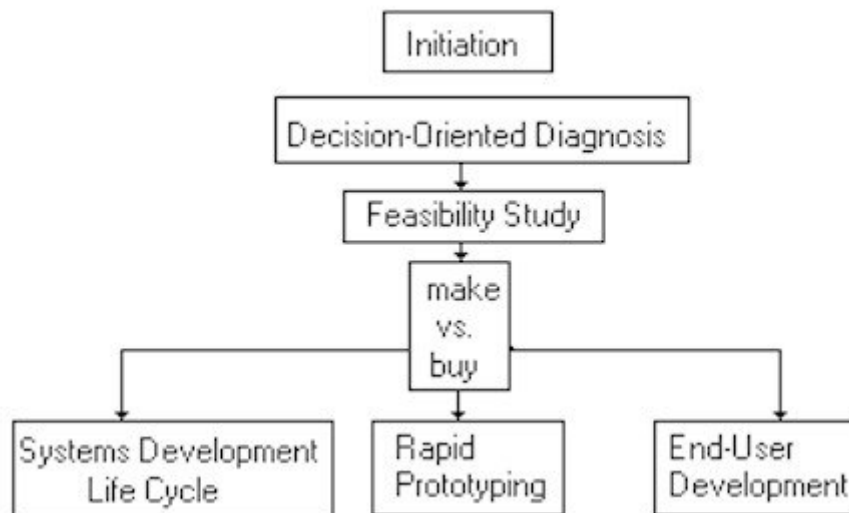 Initiation
Decision-Oriented Diagnosis
Feasibility Study
make
vs.
buy
Systems Development
Life Cycle
Rapid
Prototyping
End-User
Development